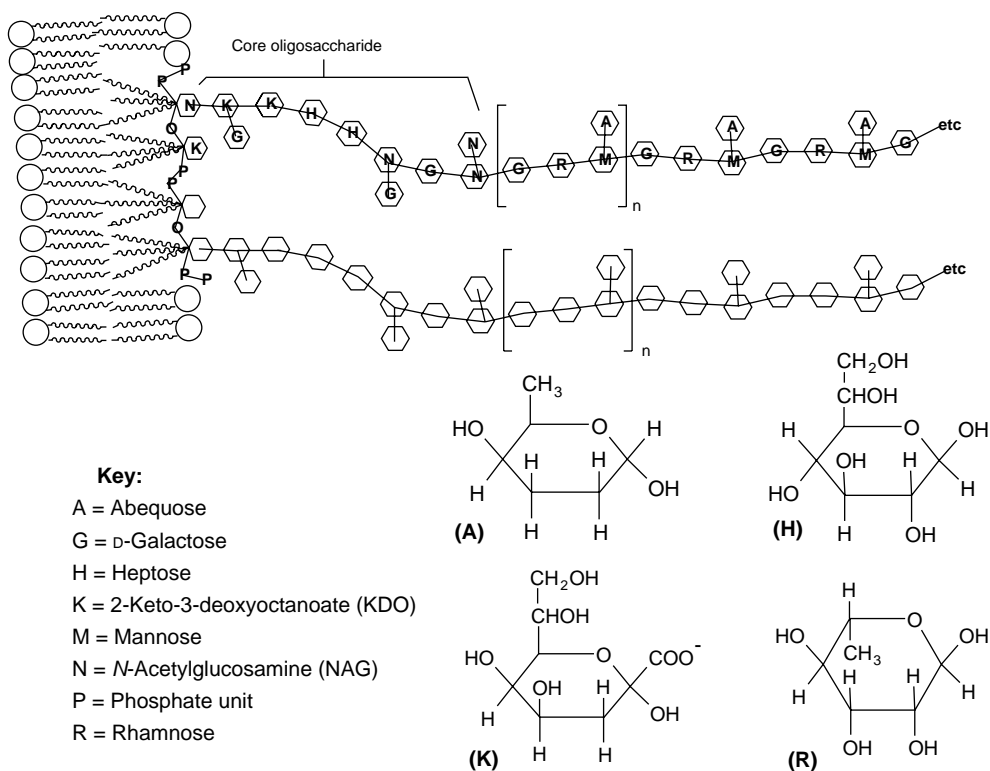 Core oligosaccharide
P P N K K H H N G N G R M G R M G R M G etc
O K G G N A A A
P P
O
P P
n
etc
n
Key:
A = Abequose
G = D-Galactose
H = Heptose
K = 2-Keto-3-deoxyoctanoate (KDO)
M = Mannose
N = N-Acetylglucosamine (NAG)
P = Phosphate unit
R = Rhamnose
CH3
HO O H
H H
H OH
H H
(A)
CH2OH
CHOH
H O OH
OH H
HO H
H OH
(H)
CH2OH
CHOH
HO O COO-
OH H
H OH
H H
(K)
H
HO O OH
CH3
H H H H
OH OH
(R)